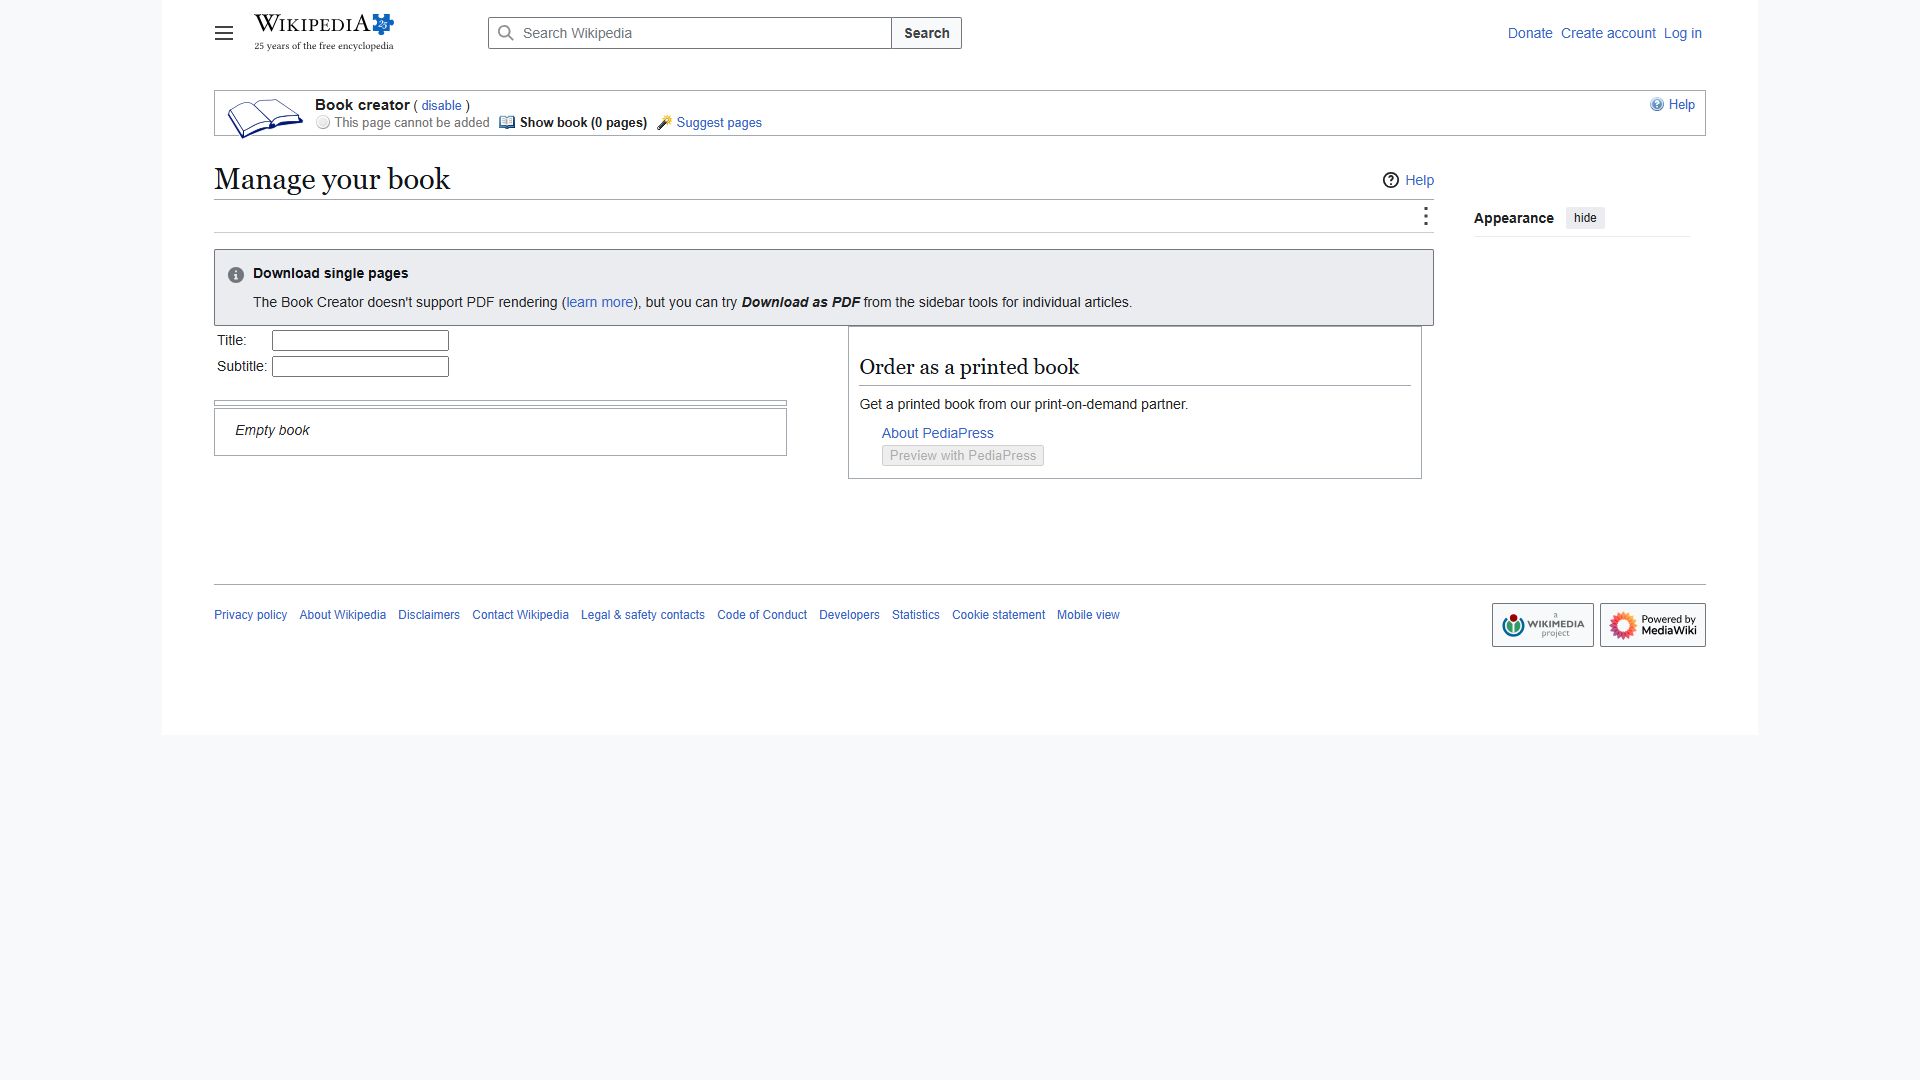 WIKIPEDIA 25
25 years of the free encyclopedia
Search Wikipedia
Search
Donate Create account Log in
Book creator ( disable )
Help
This page cannot be added Show book (0 pages) Suggest pages
Manage your book
Help
Appearance hide
Download single pages
The Book Creator doesn't support PDF rendering (learn more), but you can try Download as PDF from the sidebar tools for individual articles.
Title:
Subtitle:
Empty book
Order as a printed book
Get a printed book from our print-on-demand partner.
About PediaPress
Preview with PediaPress
Privacy policy About Wikipedia Disclaimers Contact Wikipedia Legal & safety contacts Code of Conduct Developers Statistics Cookie statement Mobile view
a
WIKIMEDIA
project
Powered by
MediaWiki